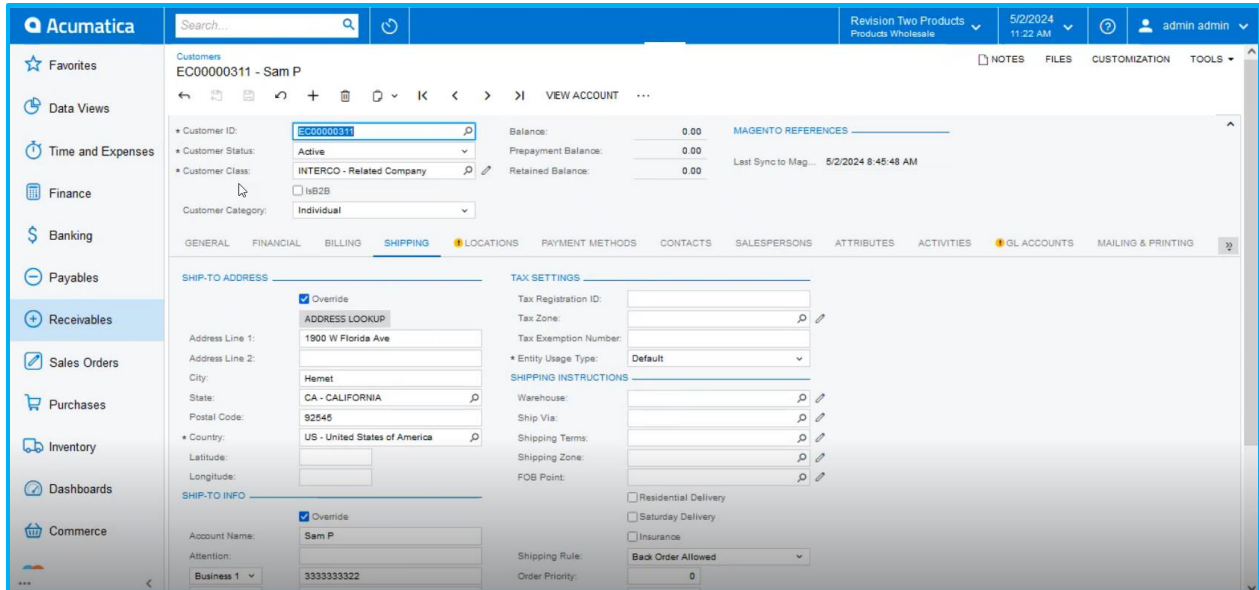 Acumatica
Search...
Revision Two Products
Products Wholesale
5/2/2024
11:22 AM
admin admin
Favorites
Data Views
Time and Expenses
Finance
Banking
Payables
Receivables
Sales Orders
Purchases
Inventory
Dashboards
Commerce
Customers
EC00000311 - Sam P
NOTES FILES CUSTOMIZATION TOOLS
VIEW ACCOUNT ...
* Customer ID: EC00000311
* Customer Status: Active
* Customer Class: INTERCO - Related Company
IsB2B
Customer Category: Individual
Balance: 0.00
Prepayment Balance: 0.00
Retained Balance: 0.00
MAGENTO REFERENCES
Last Sync to Mag... 5/2/2024 8:45:48 AM
GENERAL FINANCIAL BILLING SHIPPING LOCATIONS PAYMENT METHODS CONTACTS SALESPERSONS ATTRIBUTES ACTIVITIES GL ACCOUNTS MAILING & PRINTING
SHIP-TO ADDRESS
Override
ADDRESS LOOKUP
Address Line 1: 1900 W Florida Ave
Address Line 2:
City: Hemet
State: CA - CALIFORNIA
Postal Code: 92545
* Country: US - United States of America
Latitude:
Longitude:
SHIP-TO INFO
Override
Account Name: Sam P
Attention:
Business 1 3333333322
TAX SETTINGS
Tax Registration ID:
Tax Zone:
Tax Exemption Number:
* Entity Usage Type: Default
SHIPPING INSTRUCTIONS
Warehouse:
Ship Via:
Shipping Terms:
Shipping Zone:
FOB Point:
Residential Delivery
Saturday Delivery
Insurance
Shipping Rule: Back Order Allowed
Order Priority: 0